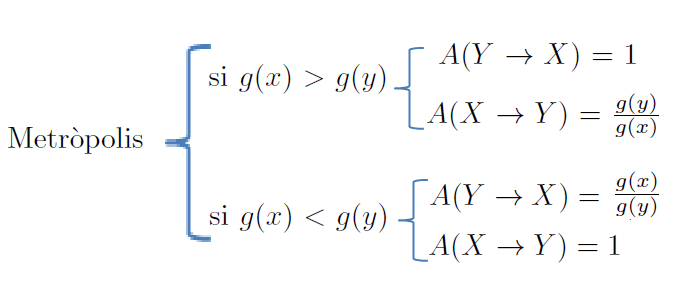 A(Y → X) = 1
si g(x) > g(y)
A(X → Y) = g(y)/g(x)
Metròpolis
A(Y → X) = g(x)/g(y)
si g(x) < g(y)
A(X → Y) = 1